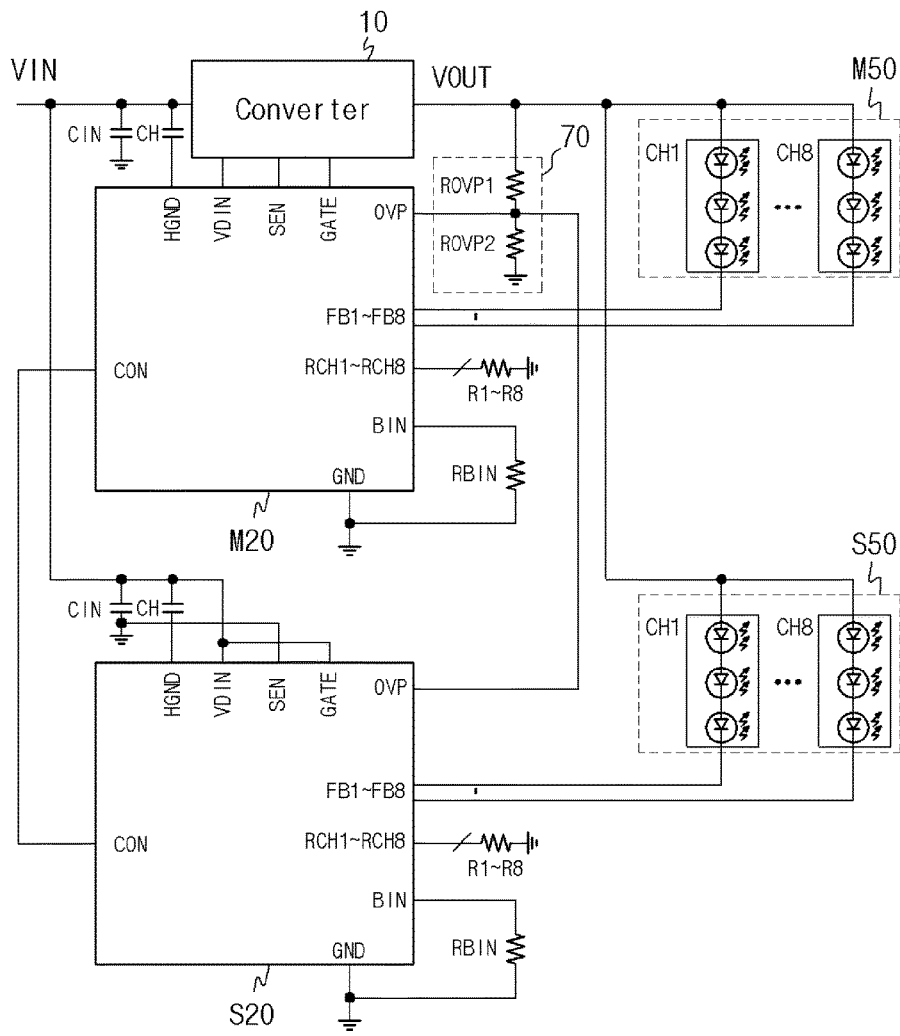 10
VIN
Converter
VOUT
M50
CIN
CH
70
CH1
CH8
ROVP1
ROVP2
HGND
VDIN
SEN
GATE
OVP
FB1~FB8
CON
RCH1~RCH8
R1~R8
BIN
RBIN
GND
M20
S50
CIN
CH
CH1
CH8
HGND
VDIN
SEN
GATE
OVP
FB1~FB8
CON
RCH1~RCH8
R1~R8
BIN
RBIN
GND
S20